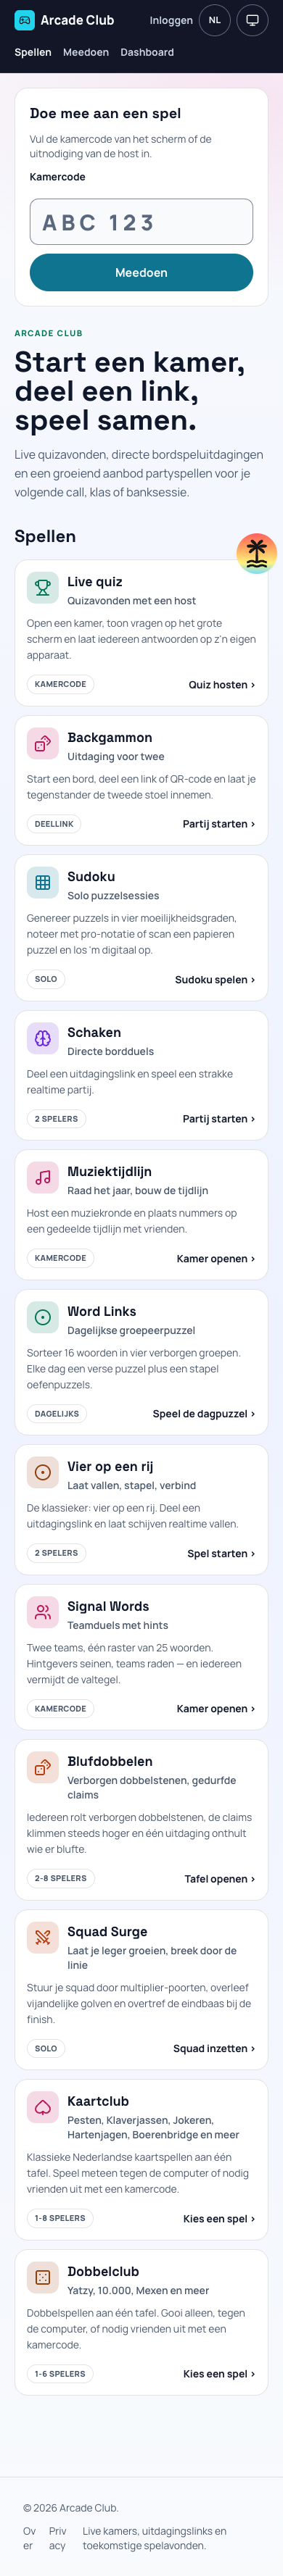 Arcade Club
Inloggen
NL
Spellen Meedoen Dashboard
Doe mee aan een spel
Vul de kamercode van het scherm of de
uitnodiging van de host in.
Kamercode
ABC 123
Meedoen
ARCADE CLUB
Start een kamer,
deel een link,
speel samen.
Live quizavonden, directe bordspeluitdagingen
en een groeiend aanbod partyspellen voor je
volgende call, klas of banksessie.
Spellen
Live quiz
Quizavonden met een host
Open een kamer, toon vragen op het grote
scherm en laat iedereen antwoorden op z'n eigen
apparaat.
KAMERCODE
Quiz hosten ›
Backgammon
Uitdaging voor twee
Start een bord, deel een link of QR-code en laat je
tegenstander de tweede stoel innemen.
DEELLINK
Partij starten ›
Sudoku
Solo puzzelsessies
Genereer puzzels in vier moeilijkheidsgraden,
noteer met pro-notatie of scan een papieren
puzzel en los 'm digitaal op.
SOLO
Sudoku spelen ›
Schaken
Directe bordduels
Deel een uitdagingslink en speel een strakke
realtime partij.
2 SPELERS
Partij starten ›
Muziektijdlijn
Raad het jaar, bouw de tijdlijn
Host een muziekronde en plaats nummers op
een gedeelde tijdlijn met vrienden.
KAMERCODE
Kamer openen ›
Word Links
Dagelijkse groepeerpuzzel
Sorteer 16 woorden in vier verborgen groepen.
Elke dag een verse puzzel plus een stapel
oefenpuzzels.
DAGELIJKS
Speel de dagpuzzel ›
Vier op een rij
Laat vallen, stapel, verbind
De klassieker: vier op een rij. Deel een
uitdagingslink en laat schijven realtime vallen.
2 SPELERS
Spel starten ›
Signal Words
Teamduels met hints
Twee teams, één raster van 25 woorden.
Hintgevers seinen, teams raden — en iedereen
vermijdt de valtegel.
KAMERCODE
Kamer openen ›
Blufdobbelen
Verborgen dobbelstenen, gedurfde
claims
Iedereen rolt verborgen dobbelstenen, de claims
klimmen steeds hoger en één uitdaging onthult
wie er blufte.
2-8 SPELERS
Tafel openen ›
Squad Surge
Laat je leger groeien, breek door de
linie
Stuur je squad door multiplier-poorten, overleef
vijandelijke golven en overtref de eindbaas bij de
finish.
SOLO
Squad inzetten ›
Kaartclub
Pesten, Klaverjassen, Jokeren,
Hartenjagen, Boerenbridge en meer
Klassieke Nederlandse kaartspellen aan één
tafel. Speel meteen tegen de computer of nodig
vrienden uit met een kamercode.
1-8 SPELERS
Kies een spel ›
Dobbelclub
Yatzy, 10.000, Mexen en meer
Dobbelspellen aan één tafel. Gooi alleen, tegen
de computer, of nodig vrienden uit met een
kamercode.
1-6 SPELERS
Kies een spel ›
© 2026 Arcade Club.
Ov
er
Priv
acy
Live kamers, uitdagingslinks en
toekomstige spelavonden.